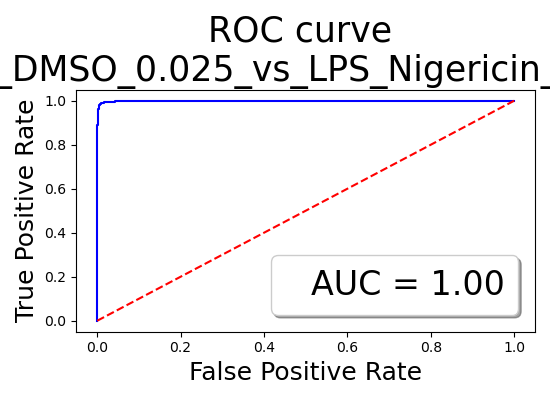 ROC curve
_DMSO_0.025_vs_LPS_Nigericin_
True Positive Rate
1.0
0.8
0.6
0.4
0.2
0.0
AUC = 1.00
0.0 0.2 0.4 0.6 0.8 1.0
False Positive Rate